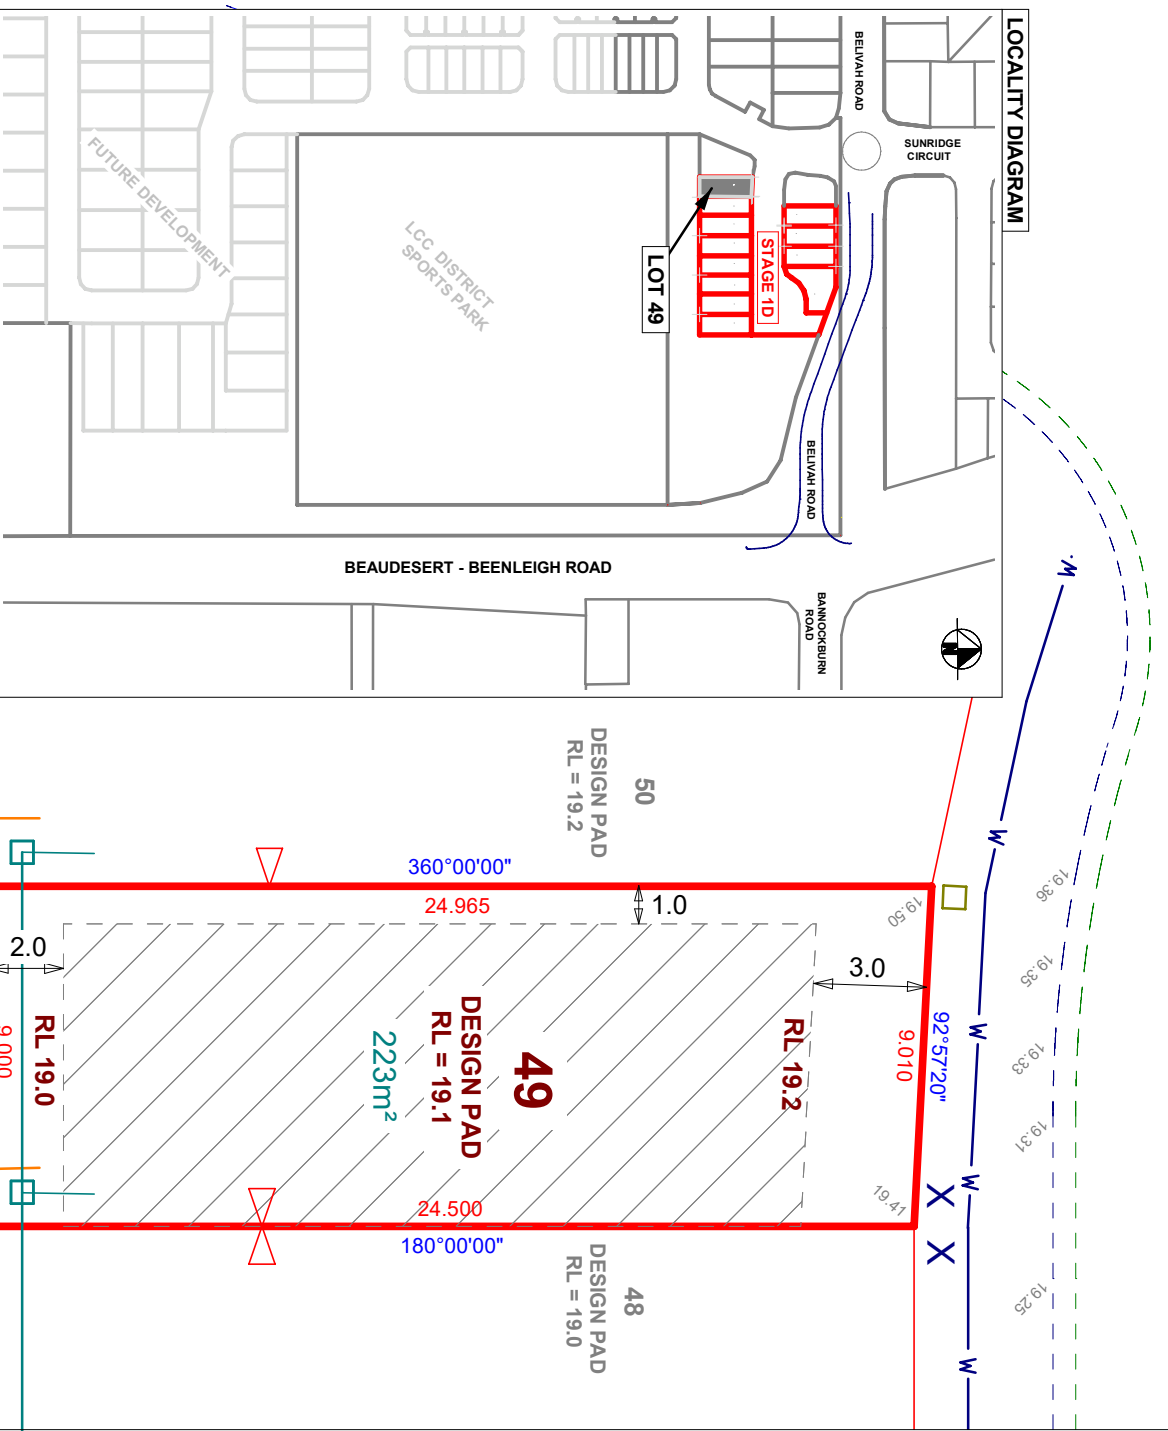 LOCALITY DIAGRAM
BELIVAH ROAD
SUNRIDGE
CIRCUIT
FUTURE DEVELOPMENT
LCC DISTRICT
SPORTS PARK
LOT 49
STAGE 1D
BELIVAH ROAD
BEAUDESERT - BEENLEIGH ROAD
BANNOCKBURN
ROAD
N
W
50
DESIGN PAD
RL = 19.2
W
360°00'00"
24.965
1.0
19.50
19.36
2.0
3.0
19.35
RL 19.0
9.000
49
DESIGN PAD
RL = 19.1
223m²
RL 19.2
92°57'20"
9.010
W
19.33
19.31
24.500
180°00'00"
19.41
X
X
W
48
DESIGN PAD
RL = 19.0
19.25
W